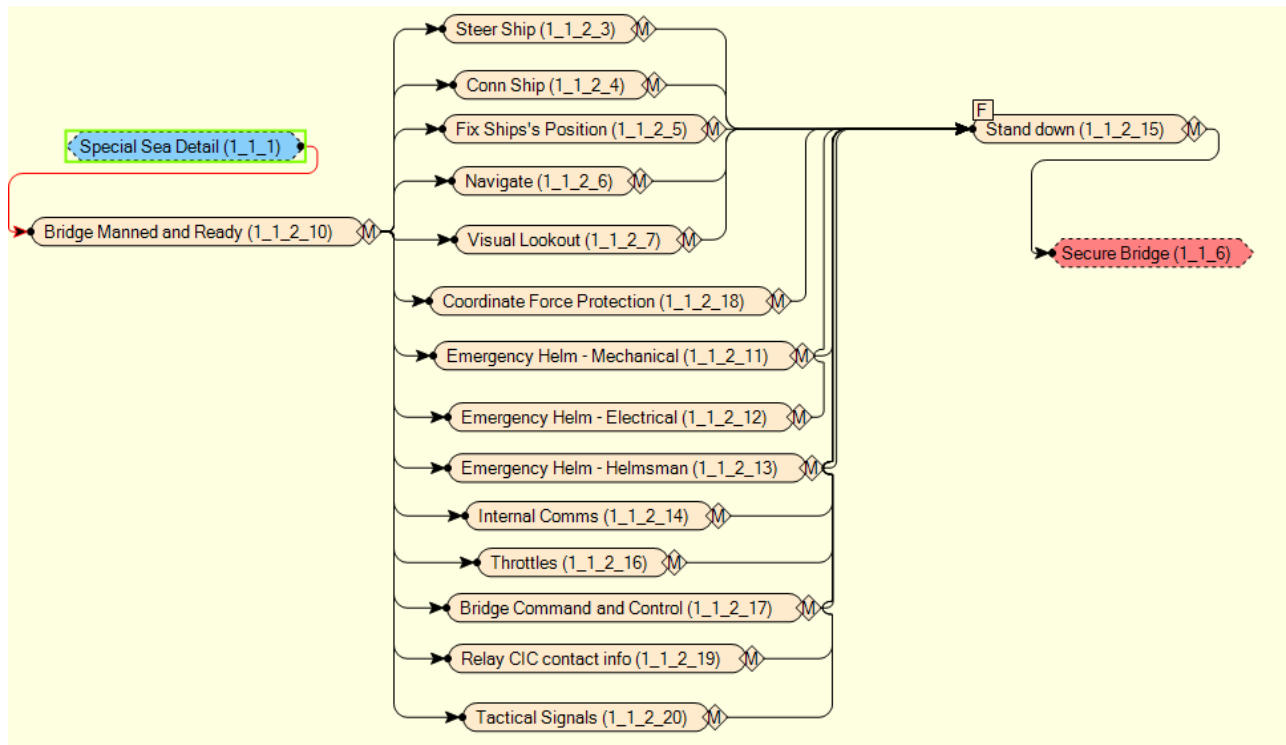 Steer Ship (1_1_2_3) M
Conn Ship (1_1_2_4) M
Fix Ships's Position (1_1_2_5) M
F
Stand down (1_1_2_15) M
Special Sea Detail (1_1_1)
Navigate (1_1_2_6) M
Bridge Manned and Ready (1_1_2_10) M
Visual Lookout (1_1_2_7) M
Secure Bridge (1_1_6)
Coordinate Force Protection (1_1_2_18) M
Emergency Helm - Mechanical (1_1_2_11) M
Emergency Helm - Electrical (1_1_2_12) M
Emergency Helm - Helmsman (1_1_2_13) M
Internal Comms (1_1_2_14) M
Throttles (1_1_2_16) M
Bridge Command and Control (1_1_2_17) M
Relay CIC contact info (1_1_2_19) M
Tactical Signals (1_1_2_20) M